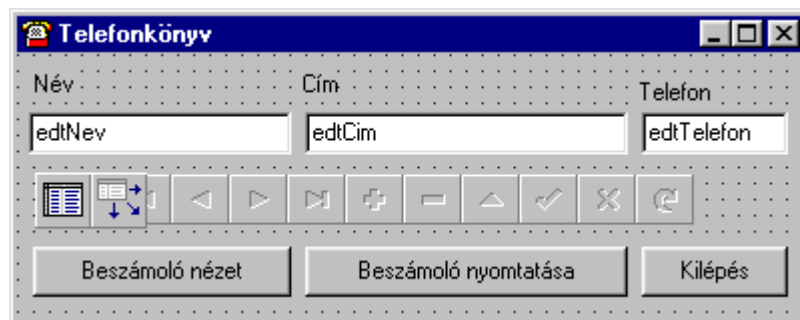 Telefonkönyv
Név Cím Telefon
edtNev edtCim edtTelefon
Beszámoló nézet Beszámoló nyomtatása Kilépés